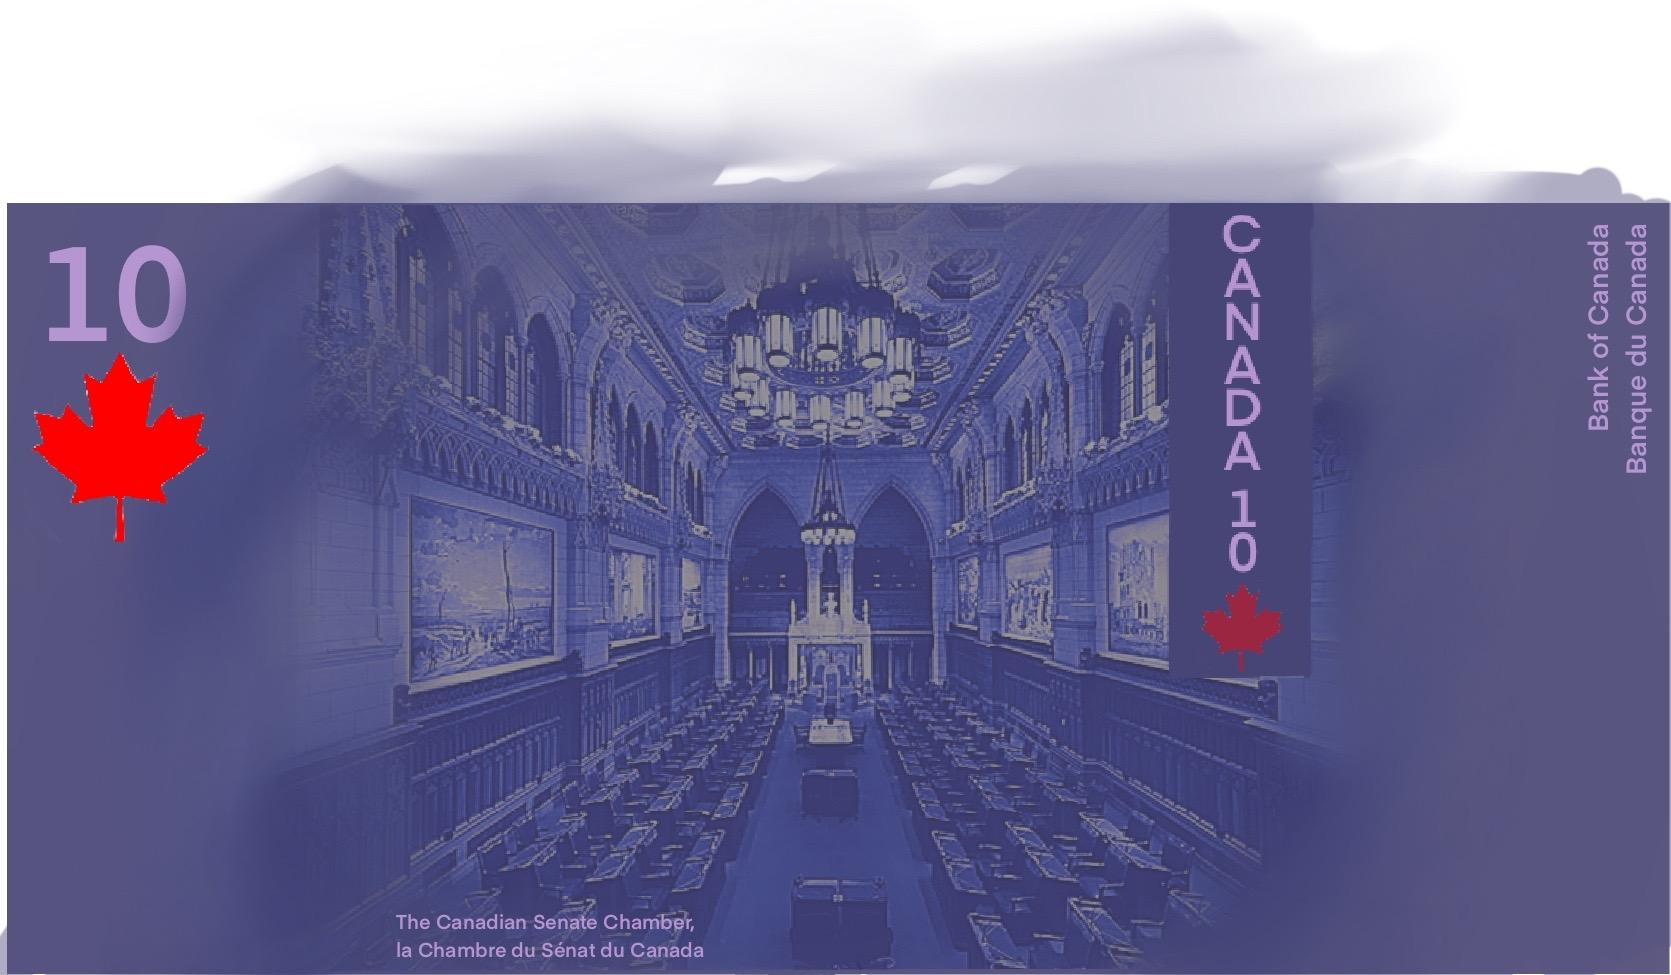 10
CANADA 10
Bank of Canada
Banque du Canada
The Canadian Senate Chamber,
la Chambre du Sénat du Canada